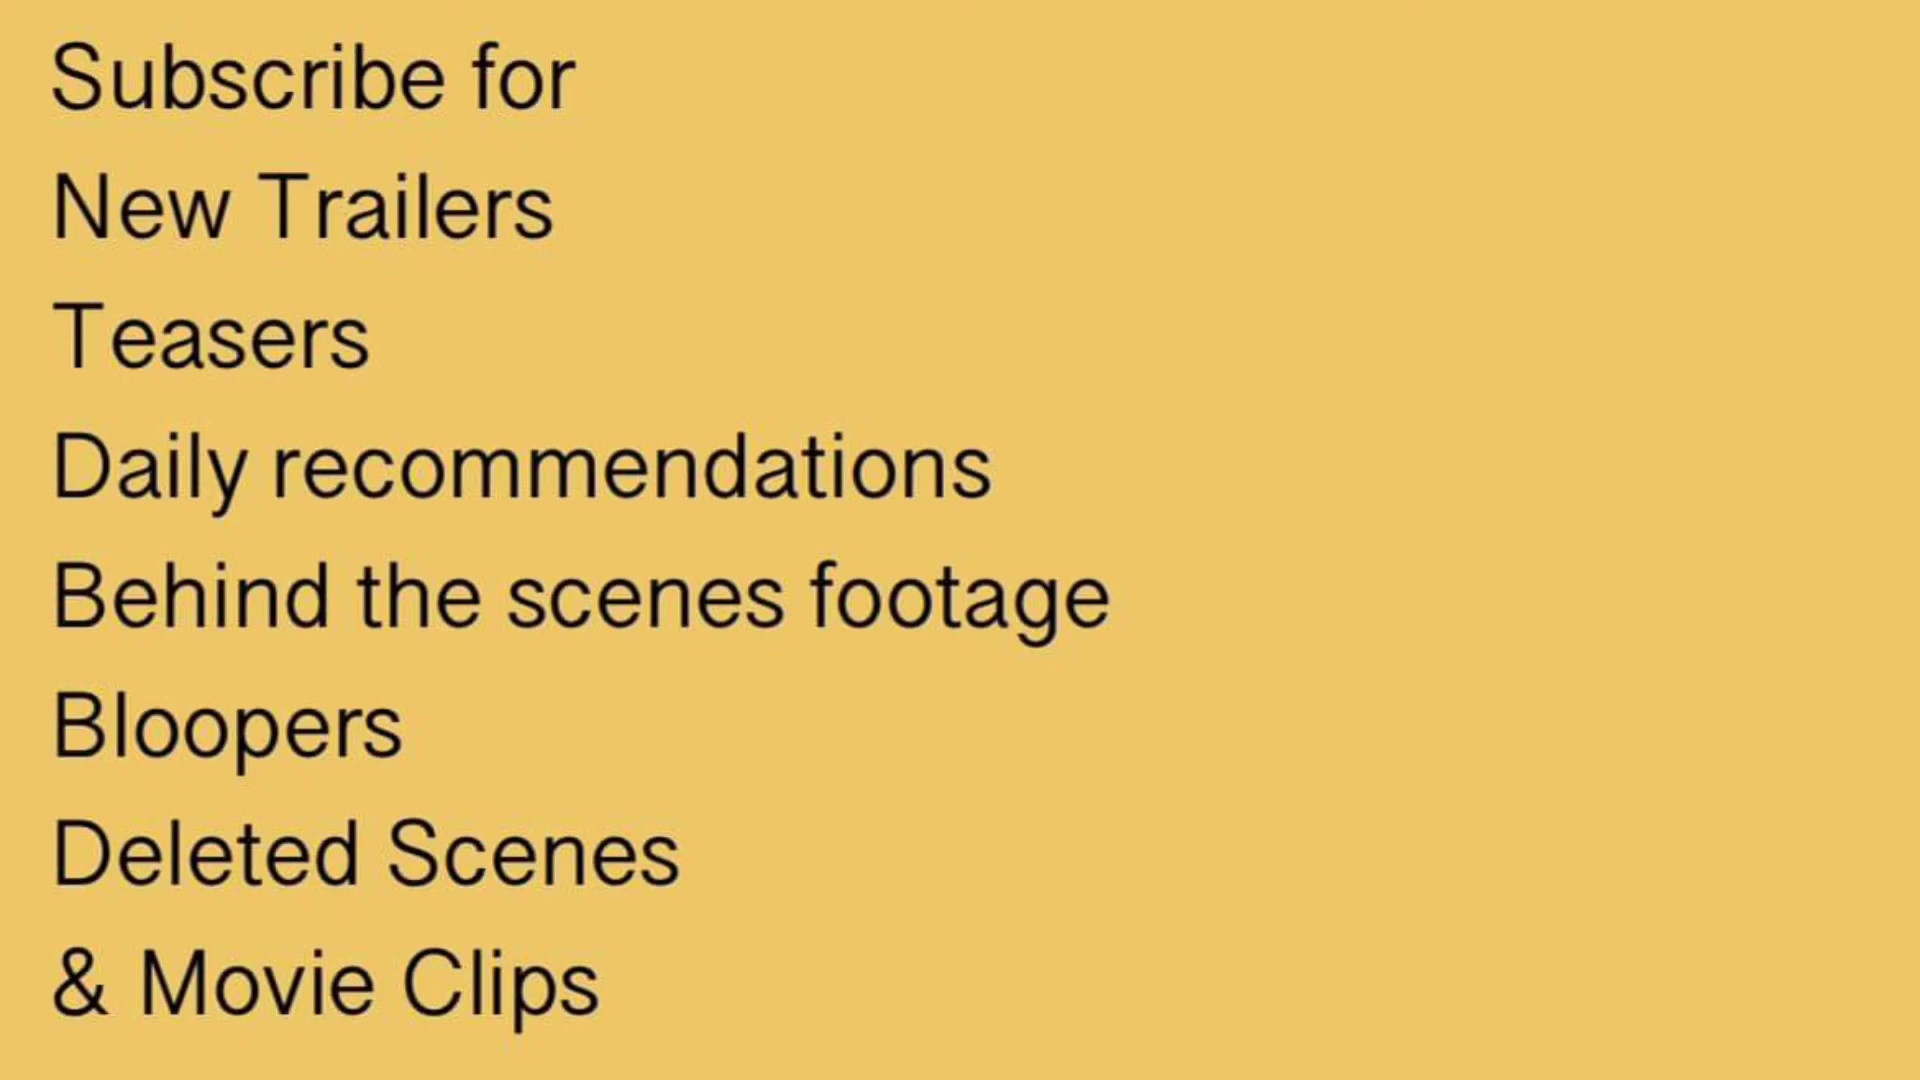 Subscribe for
New Trailers
Teasers
Daily recommendations
Behind the scenes footage
Bloopers
Deleted Scenes
& Movie Clips